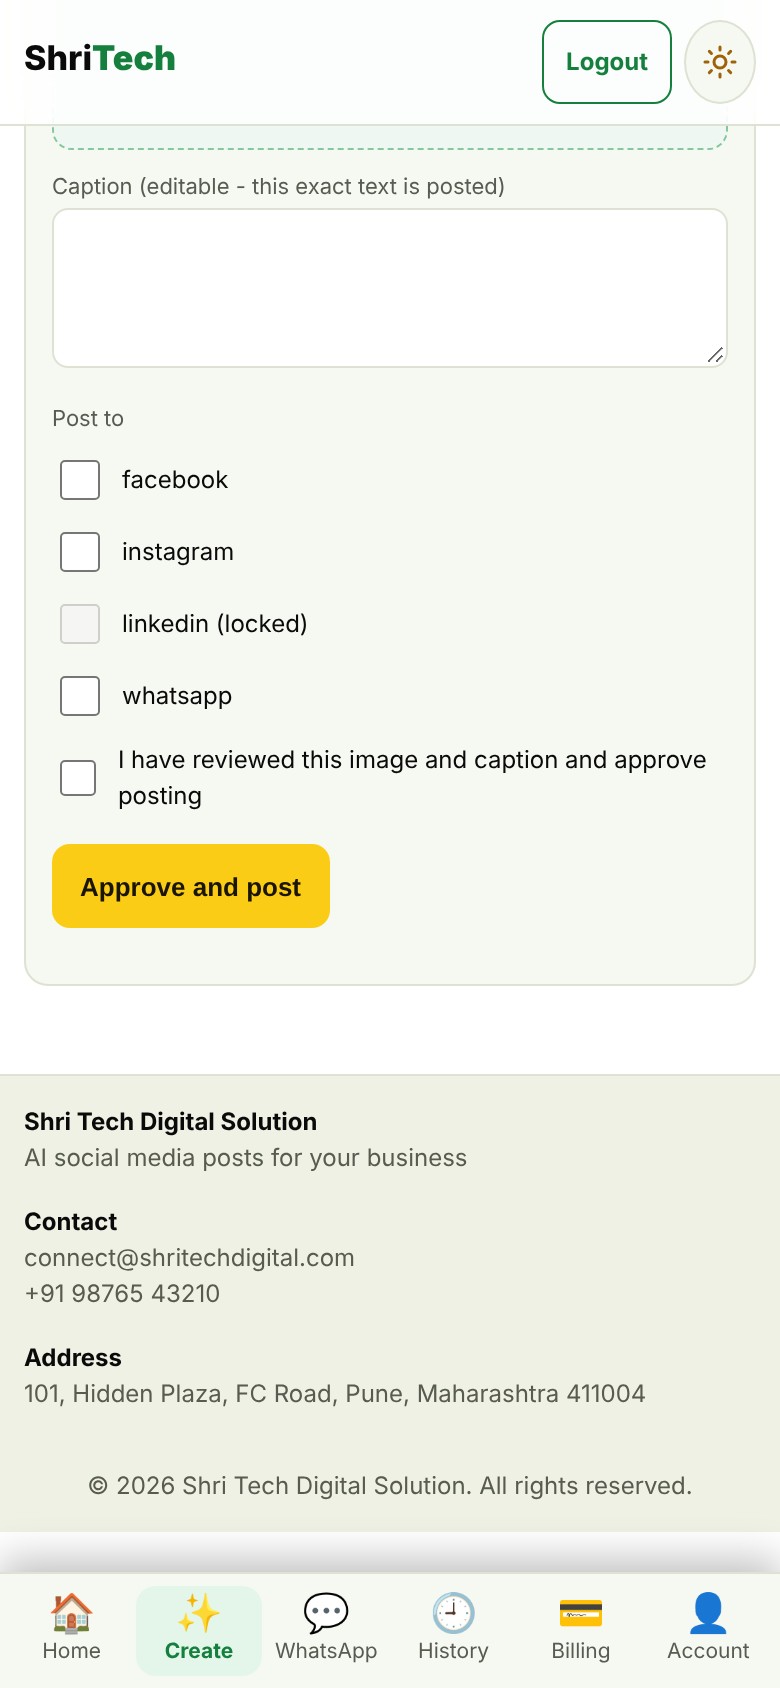 ShriTech
Logout
Caption (editable - this exact text is posted)
Post to
facebook
instagram
linkedin (locked)
whatsapp
I have reviewed this image and caption and approve
posting
Approve and post
Shri Tech Digital Solution
AI social media posts for your business
Contact
connect@shritechdigital.com
+91 98765 43210
Address
101, Hidden Plaza, FC Road, Pune, Maharashtra 411004
© 2026 Shri Tech Digital Solution. All rights reserved.
Home
Create
WhatsApp
History
Billing
Account